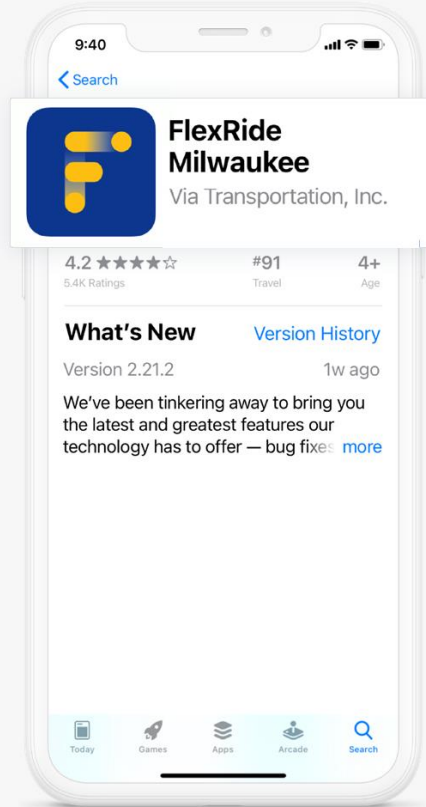 9:40
Search
FlexRide
Milwaukee
Via Transportation, Inc.
4.2 ★★★★☆ #91 4+
5.4K Ratings Travel Age
What's New Version History
Version 2.21.2 1w ago
We've been tinkering away to bring you
the latest and greatest features our
technology has to offer — bug fixes more
Today Games Apps Arcade Search